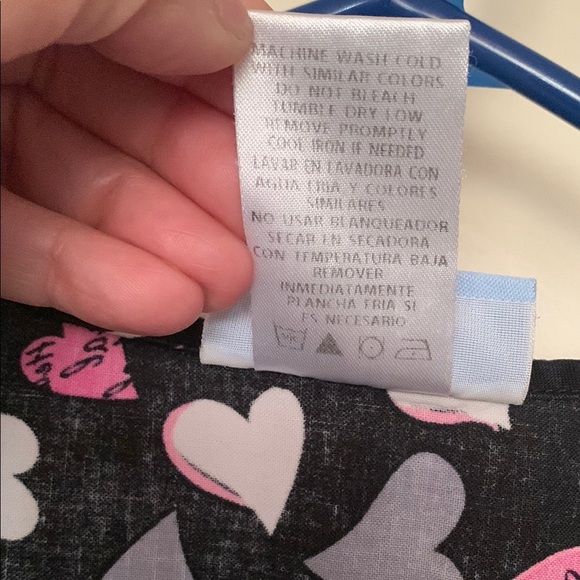 MACHINE WASH COLD
WITH SIMILAR COLORS
DO NOT BLEACH
TUMBLE DRY LOW
REMOVE PROMPTLY
COOL IRON IF NEEDED
LAVAR EN LAVADORA CON
AGUA FRIA Y COLORES
SIMILARES
NO USAR BLANQUEADOR
SECAR EN SECADORA
CON TEMPERATURA BAJA
REMOVER
INMEDIATAMENTE
PLANCHA FRIA SI
ES NECESARIO